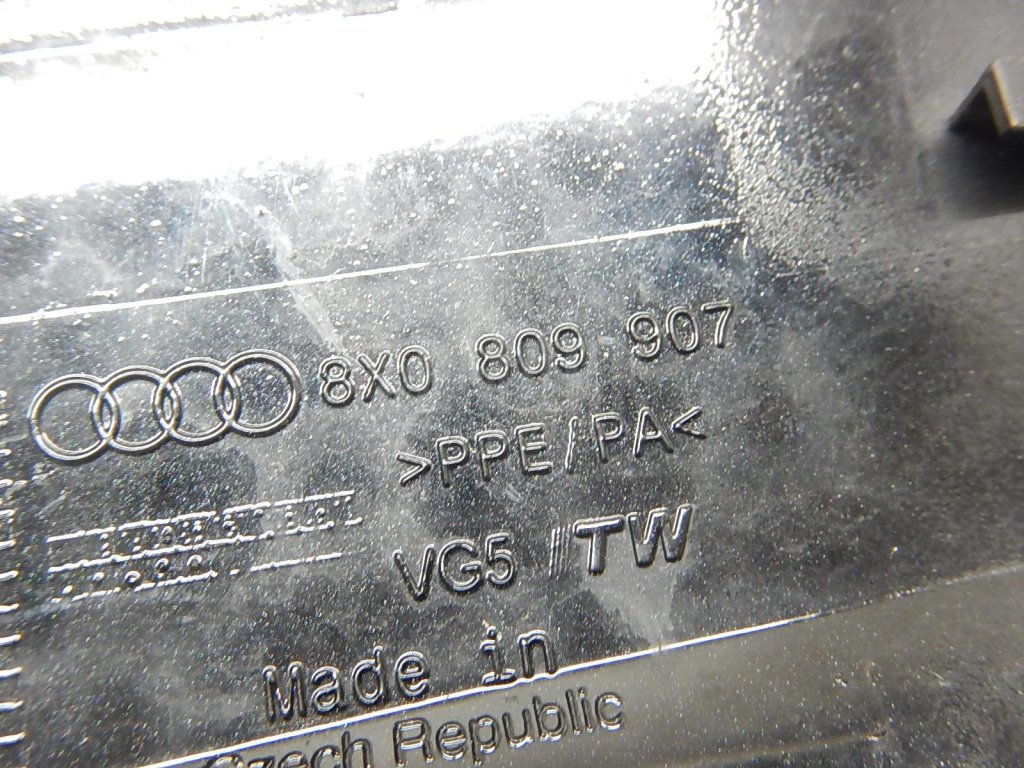 8X0 809 907
>PPE/PA<
VG5 TW
Made in
Czech Republic